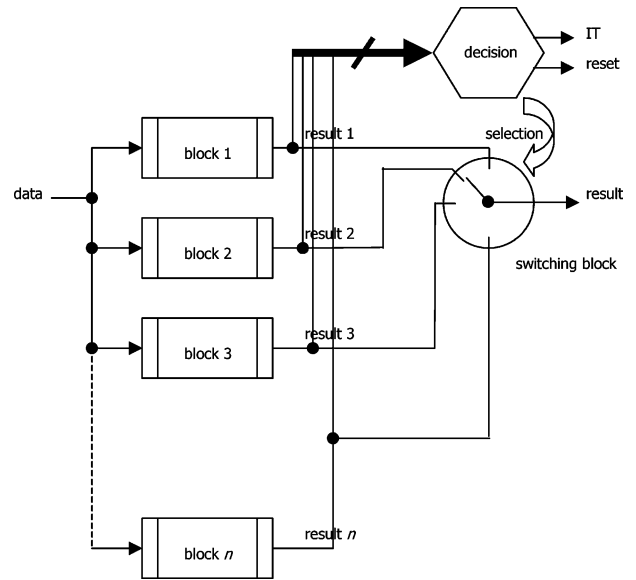 IT
decision
reset
result 1
selection
block 1
data
result
result 2
block 2
switching block
result 3
block 3
result n
block n